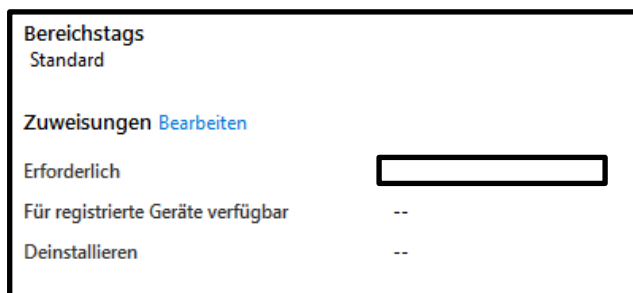 Bereichstags
Standard
Zuweisungen Bearbeiten
Erforderlich
Für registrierte Geräte verfügbar --
Deinstallieren --